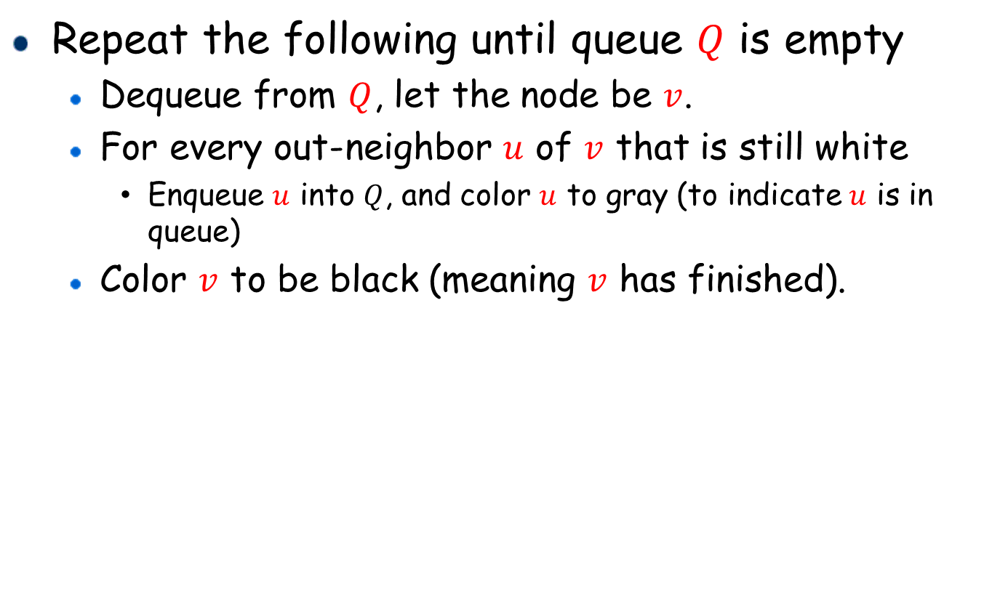 • Repeat the following until queue Q is empty
• Dequeue from Q, let the node be v.
• For every out-neighbor u of v that is still white
• Enqueue u into Q, and color u to gray (to indicate u is in
queue)
• Color v to be black (meaning v has finished).